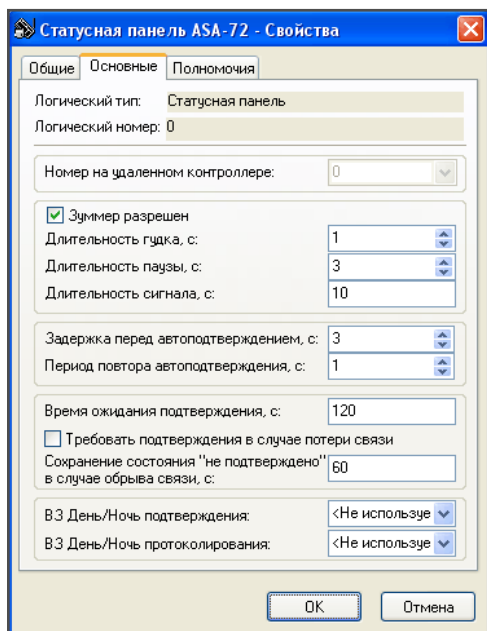 Статусная панель ASA-72 - Свойства
Общие Основные Полномочия
Логический тип: Статусная панель
Логический номер: 0
Номер на удаленном контроллере: 0
Зуммер разрешен
Длительность гудка, с: 1
Длительность паузы, с: 3
Длительность сигнала, с: 10
Задержка перед автоподтверждением, с: 3
Период повтора автоподтверждения, с: 1
Время ожидания подтверждения, с: 120
Требовать подтверждения в случае потери связи
Сохранение состояния "не подтверждено"
в случае обрыва связи, с: 60
ВЗ День/Ночь подтверждения: <Не используе
ВЗ День/Ночь протоколирования: <Не используе
OK Отмена